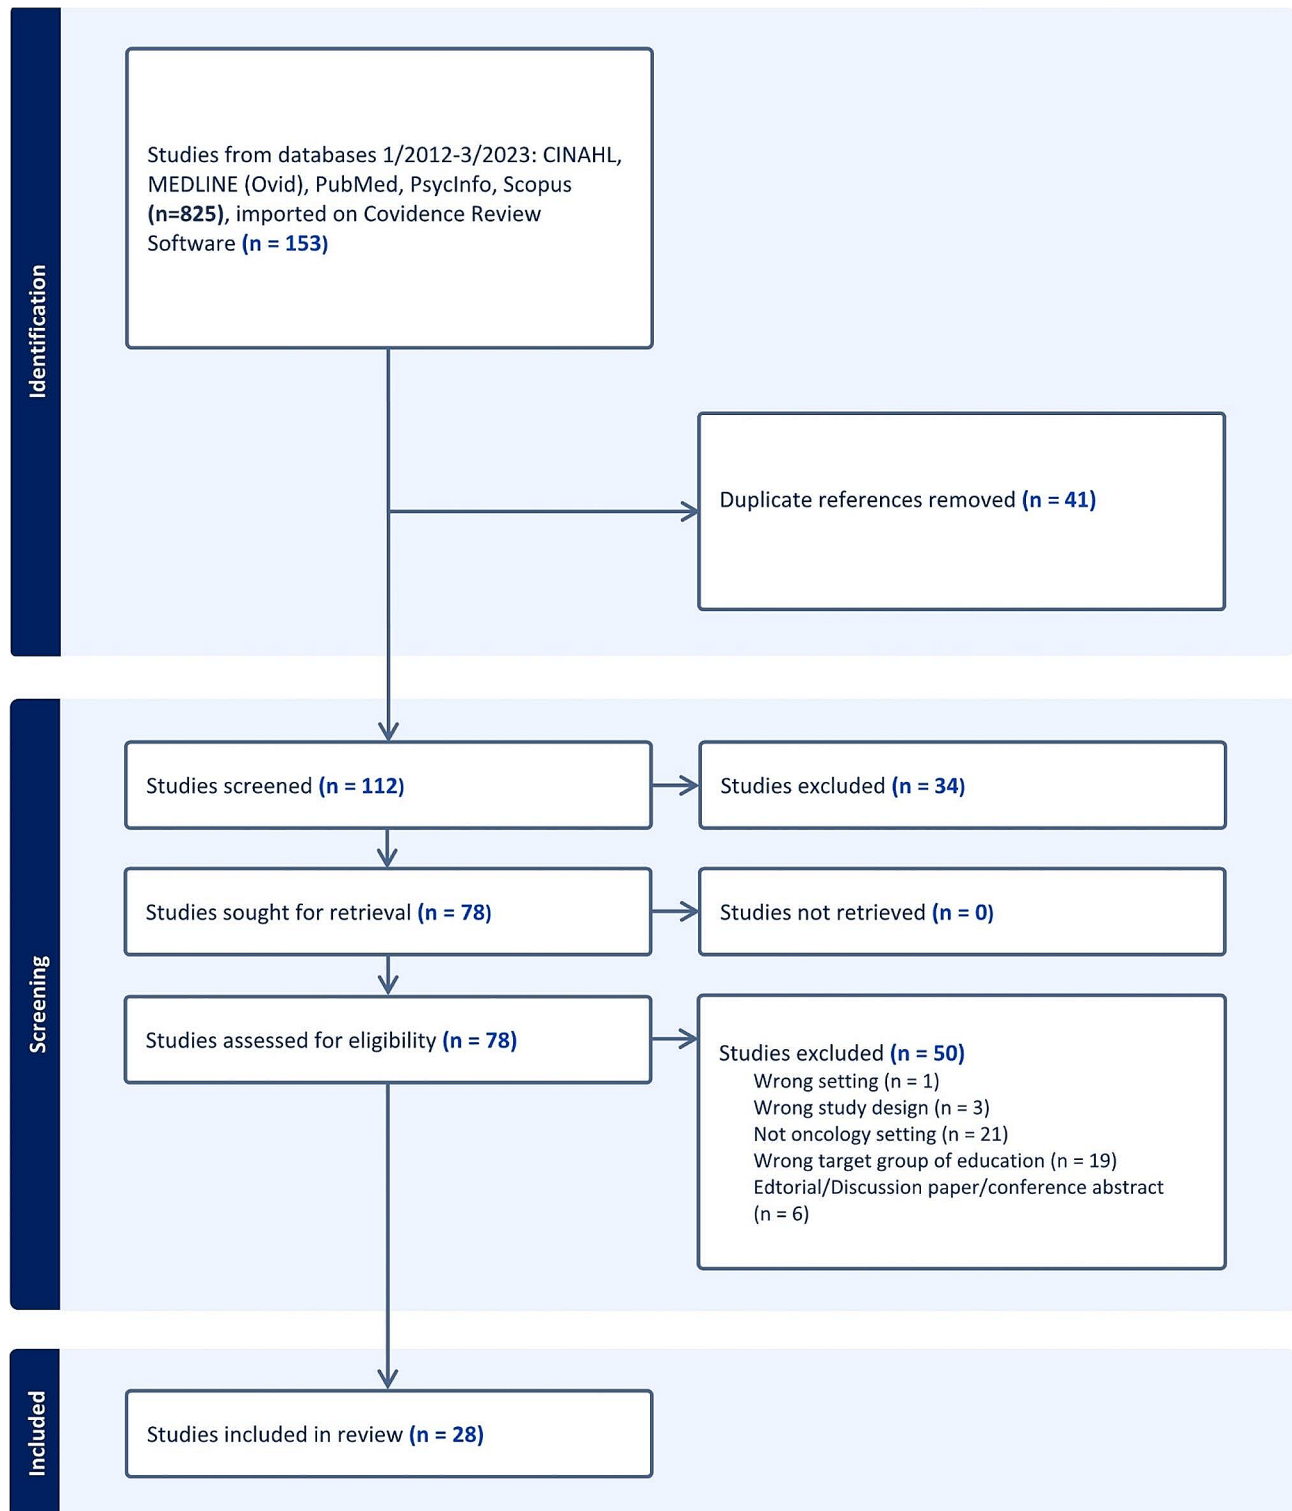 Identification
Studies from databases 1/2012-3/2023: CINAHL,
MEDLINE (Ovid), PubMed, PsycInfo, Scopus
(n=825), imported on Covidence Review
Software (n = 153)
Duplicate references removed (n = 41)
Screening
Studies screened (n = 112)
Studies excluded (n = 34)
Studies sought for retrieval (n = 78)
Studies not retrieved (n = 0)
Studies assessed for eligibility (n = 78)
Studies excluded (n = 50)
Wrong setting (n = 1)
Wrong study design (n = 3)
Not oncology setting (n = 21)
Wrong target group of education (n = 19)
Edtorial/Discussion paper/conference abstract
(n = 6)
Included
Studies included in review (n = 28)